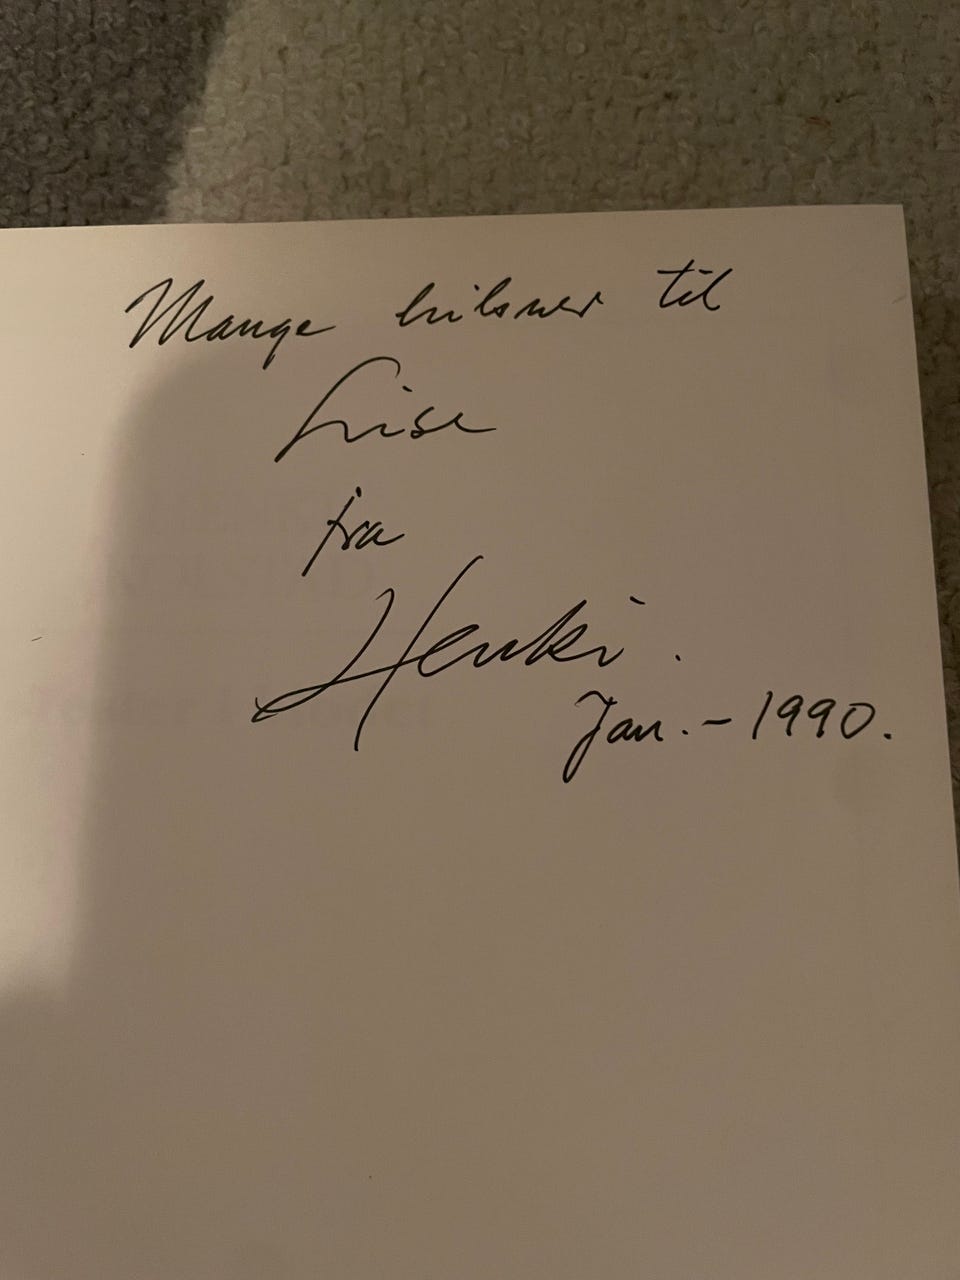 Mange hilsner til
Lise
fra
Henki.
Jan. - 1990.